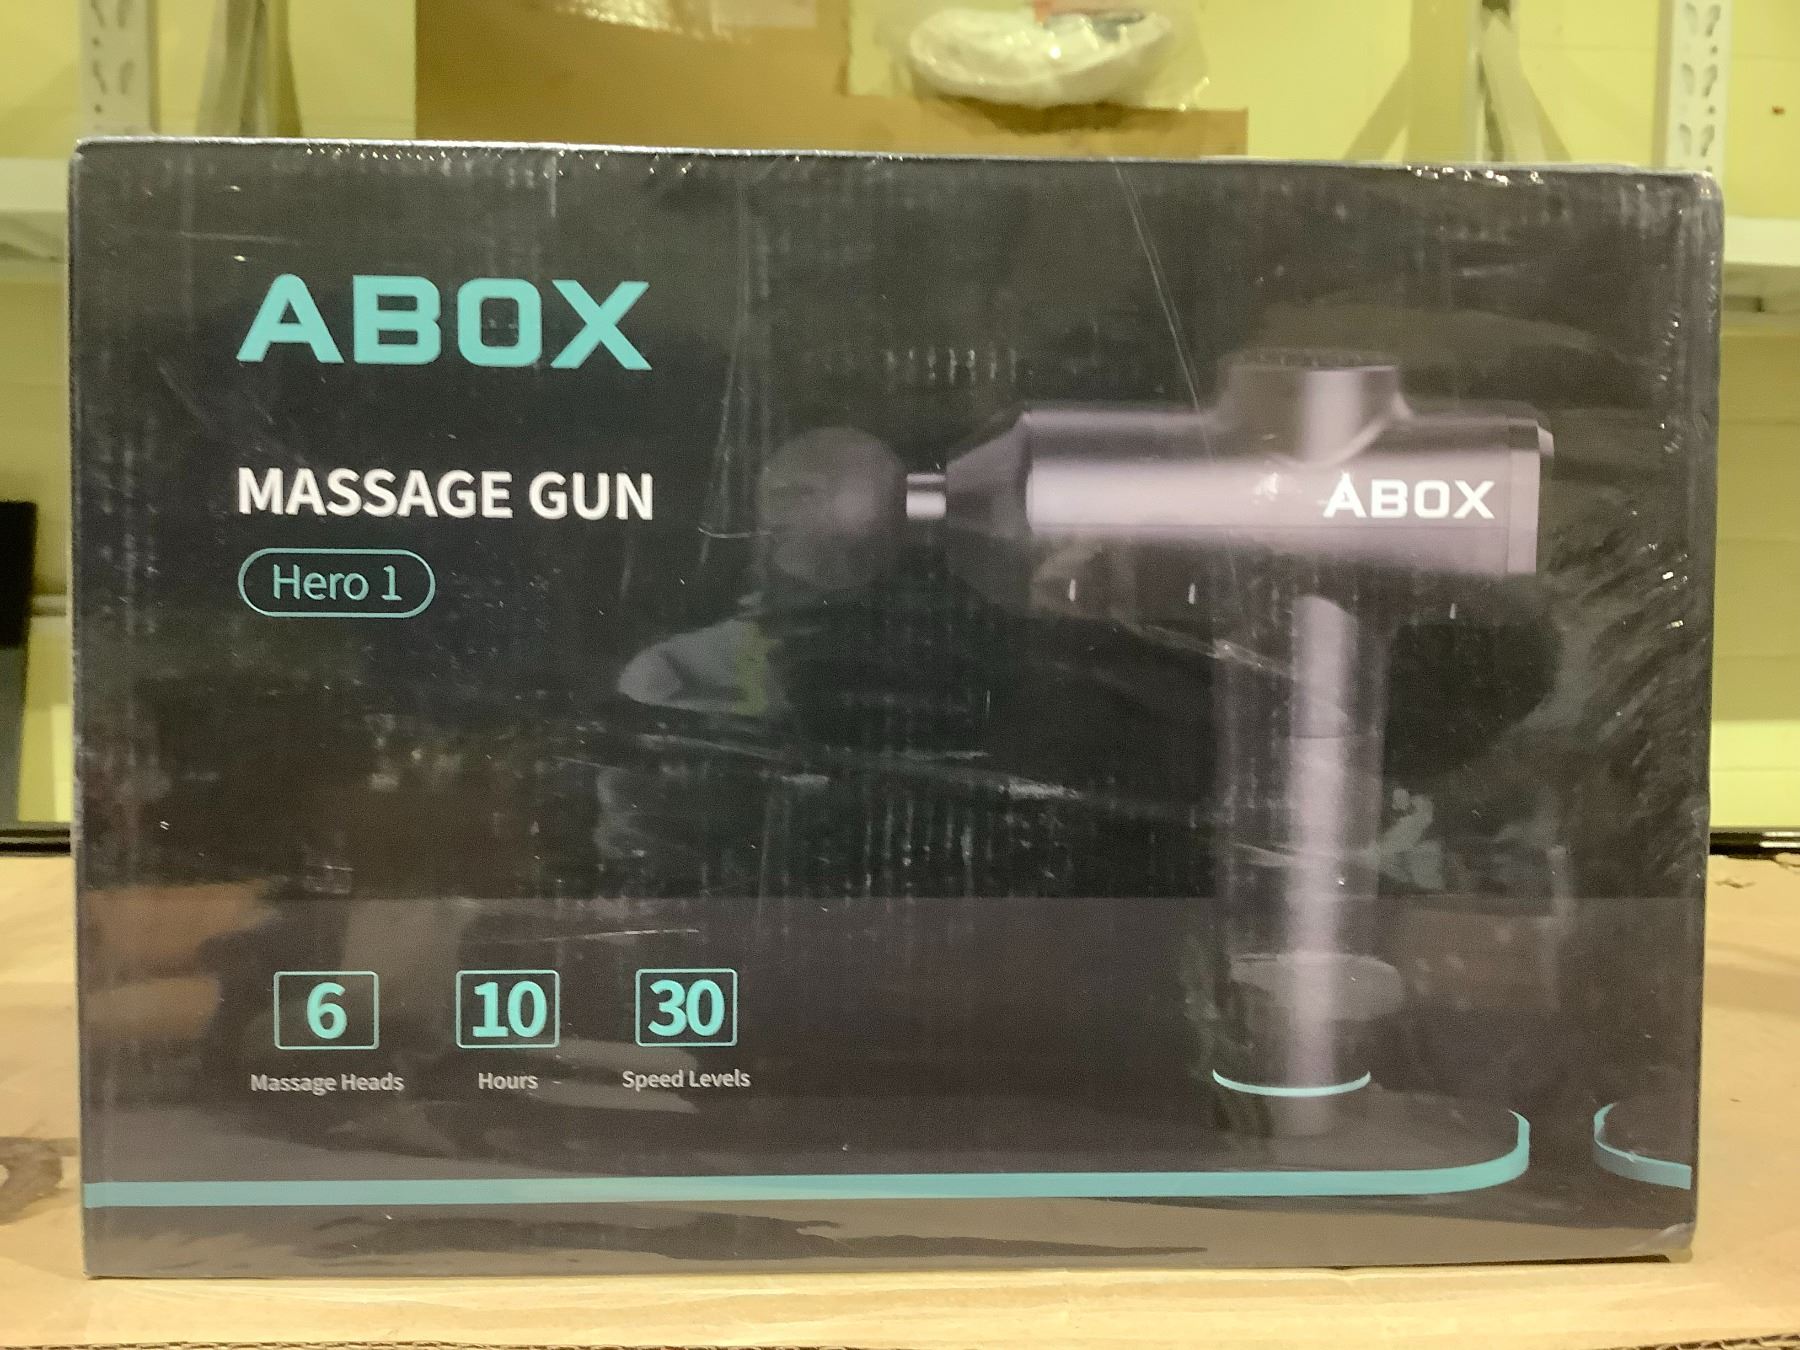 ABOX
MASSAGE GUN
Hero 1
ABOX
6
10
30
Massage Heads
Hours
Speed Levels